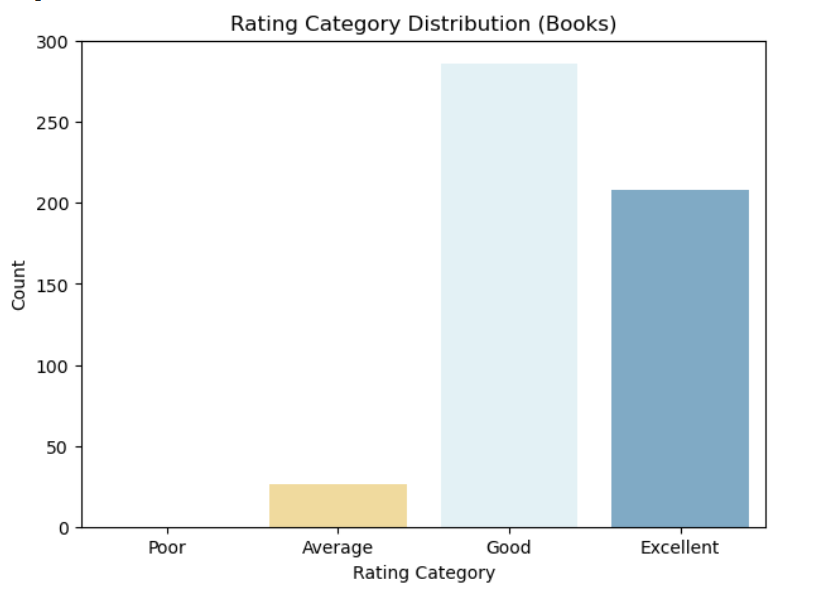 Rating Category Distribution (Books)
300
250
200
150
100
50
0
Count
Poor Average Good Excellent
Rating Category